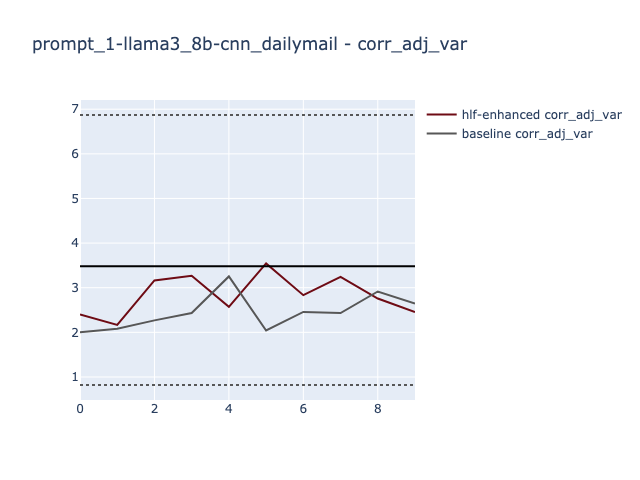 prompt_1-llama3_8b-cnn_dailymail - corr_adj_var
hlf-enhanced corr_adj_var
baseline corr_adj_var
7
6
5
4
3
2
1
0 2 4 6 8